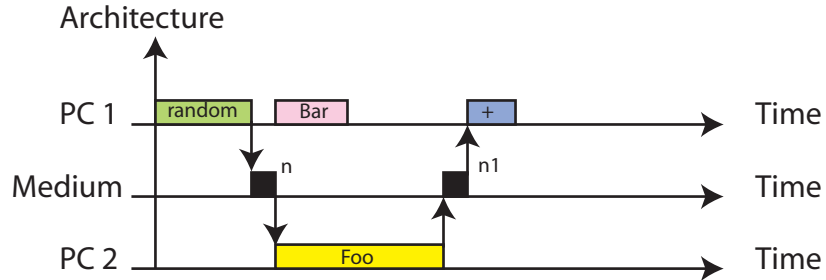 Architecture
PC 1
random
Bar
+
Time
Medium
n
n1
Time
PC 2
Foo
Time